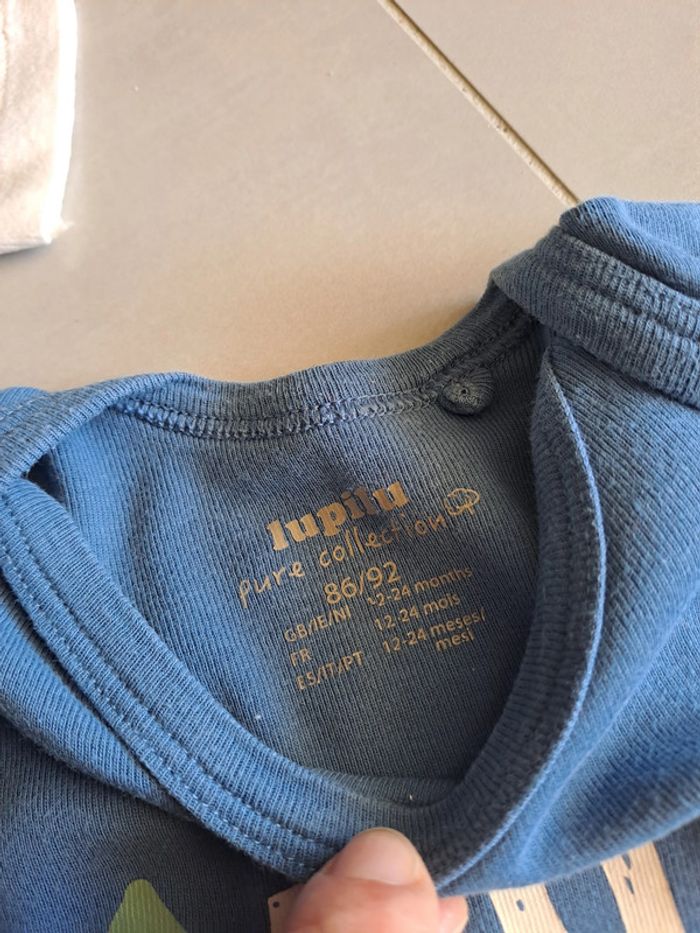 lupilu
pure collection
86/92
GB/IE/NI 12-24 months
FR 12-24 mois
ES/IT/PT 12-24 meses/
mesi